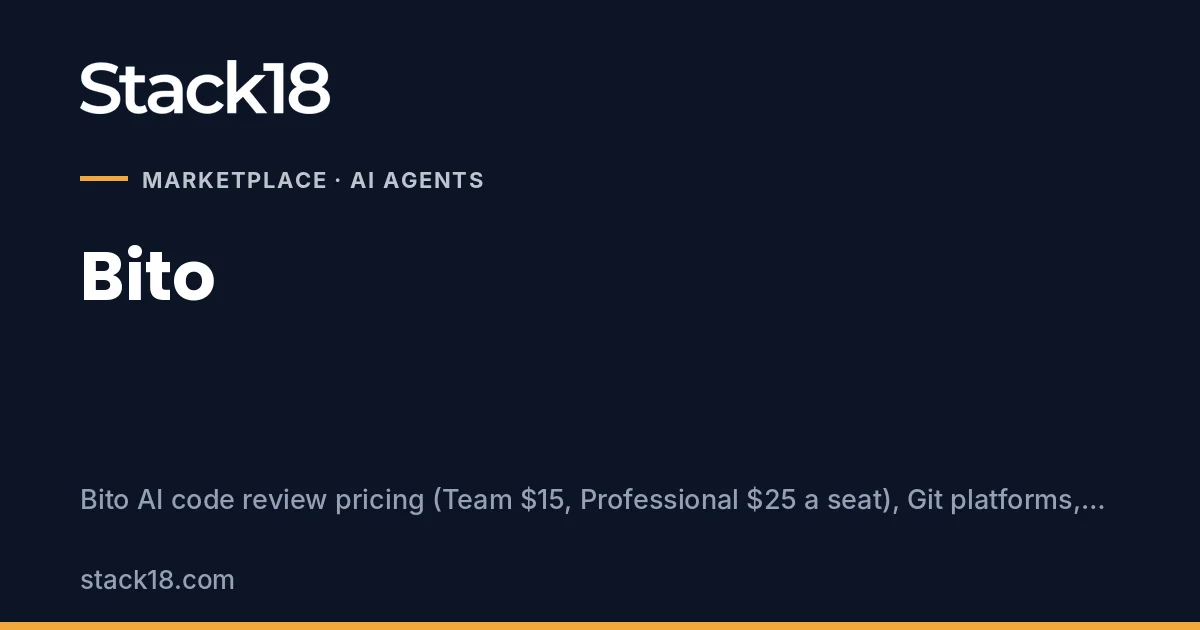 Stack18
MARKETPLACE · AI AGENTS
Bito
Bito AI code review pricing (Team $15, Professional $25 a seat), Git platforms,...
stack18.com